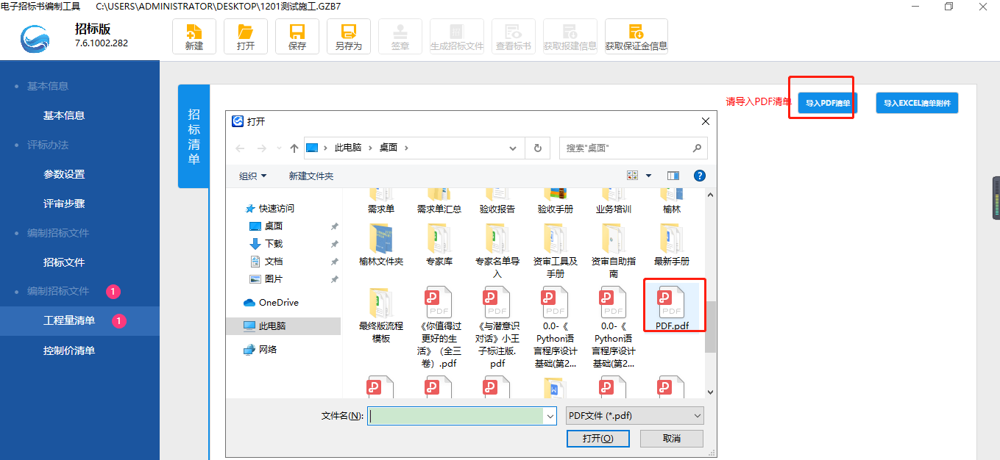 电子招标书编制工具 C:\USERS\ADMINISTRATOR\DESKTOP\1201测试施工.GZB7
招标版
7.6.1002.282
新建
打开
保存
另存为
签章
生成招标文件
查看标书
获取报建信息
获取保证金信息
基本信息
基本信息
评标办法
参数设置
评审步骤
编制招标文件
招标文件
编制招标文件 1
工程量清单 1
控制价清单
招标清单
请导入PDF清单
导入PDF清单
导入EXCEL清单附件
打开
此电脑
桌面
搜索"桌面"
组织
新建文件夹
快速访问
桌面
下载
文档
图片
OneDrive
此电脑
网络
需求单
需求单汇总
验收报告
验收手册
业务培训
榆林
榆林文件夹
专家库
专家名单导
入
资审工具及
手册
资审自助指
南
最新手册
最终版流程
模板
PDF
《你值得过
更好的生
活》（全三
卷）.pdf
PDF
《与潜意识
对话》小王
子标注版.
pdf
PDF
0.0-《
Python语
言程序设计
基础(第2...
PDF
0.0-《
Python语
言程序设计
基础(第2...
PDF
PDF.pdf
文件名(N):
PDF文件 (*.pdf)
打开(O)
取消